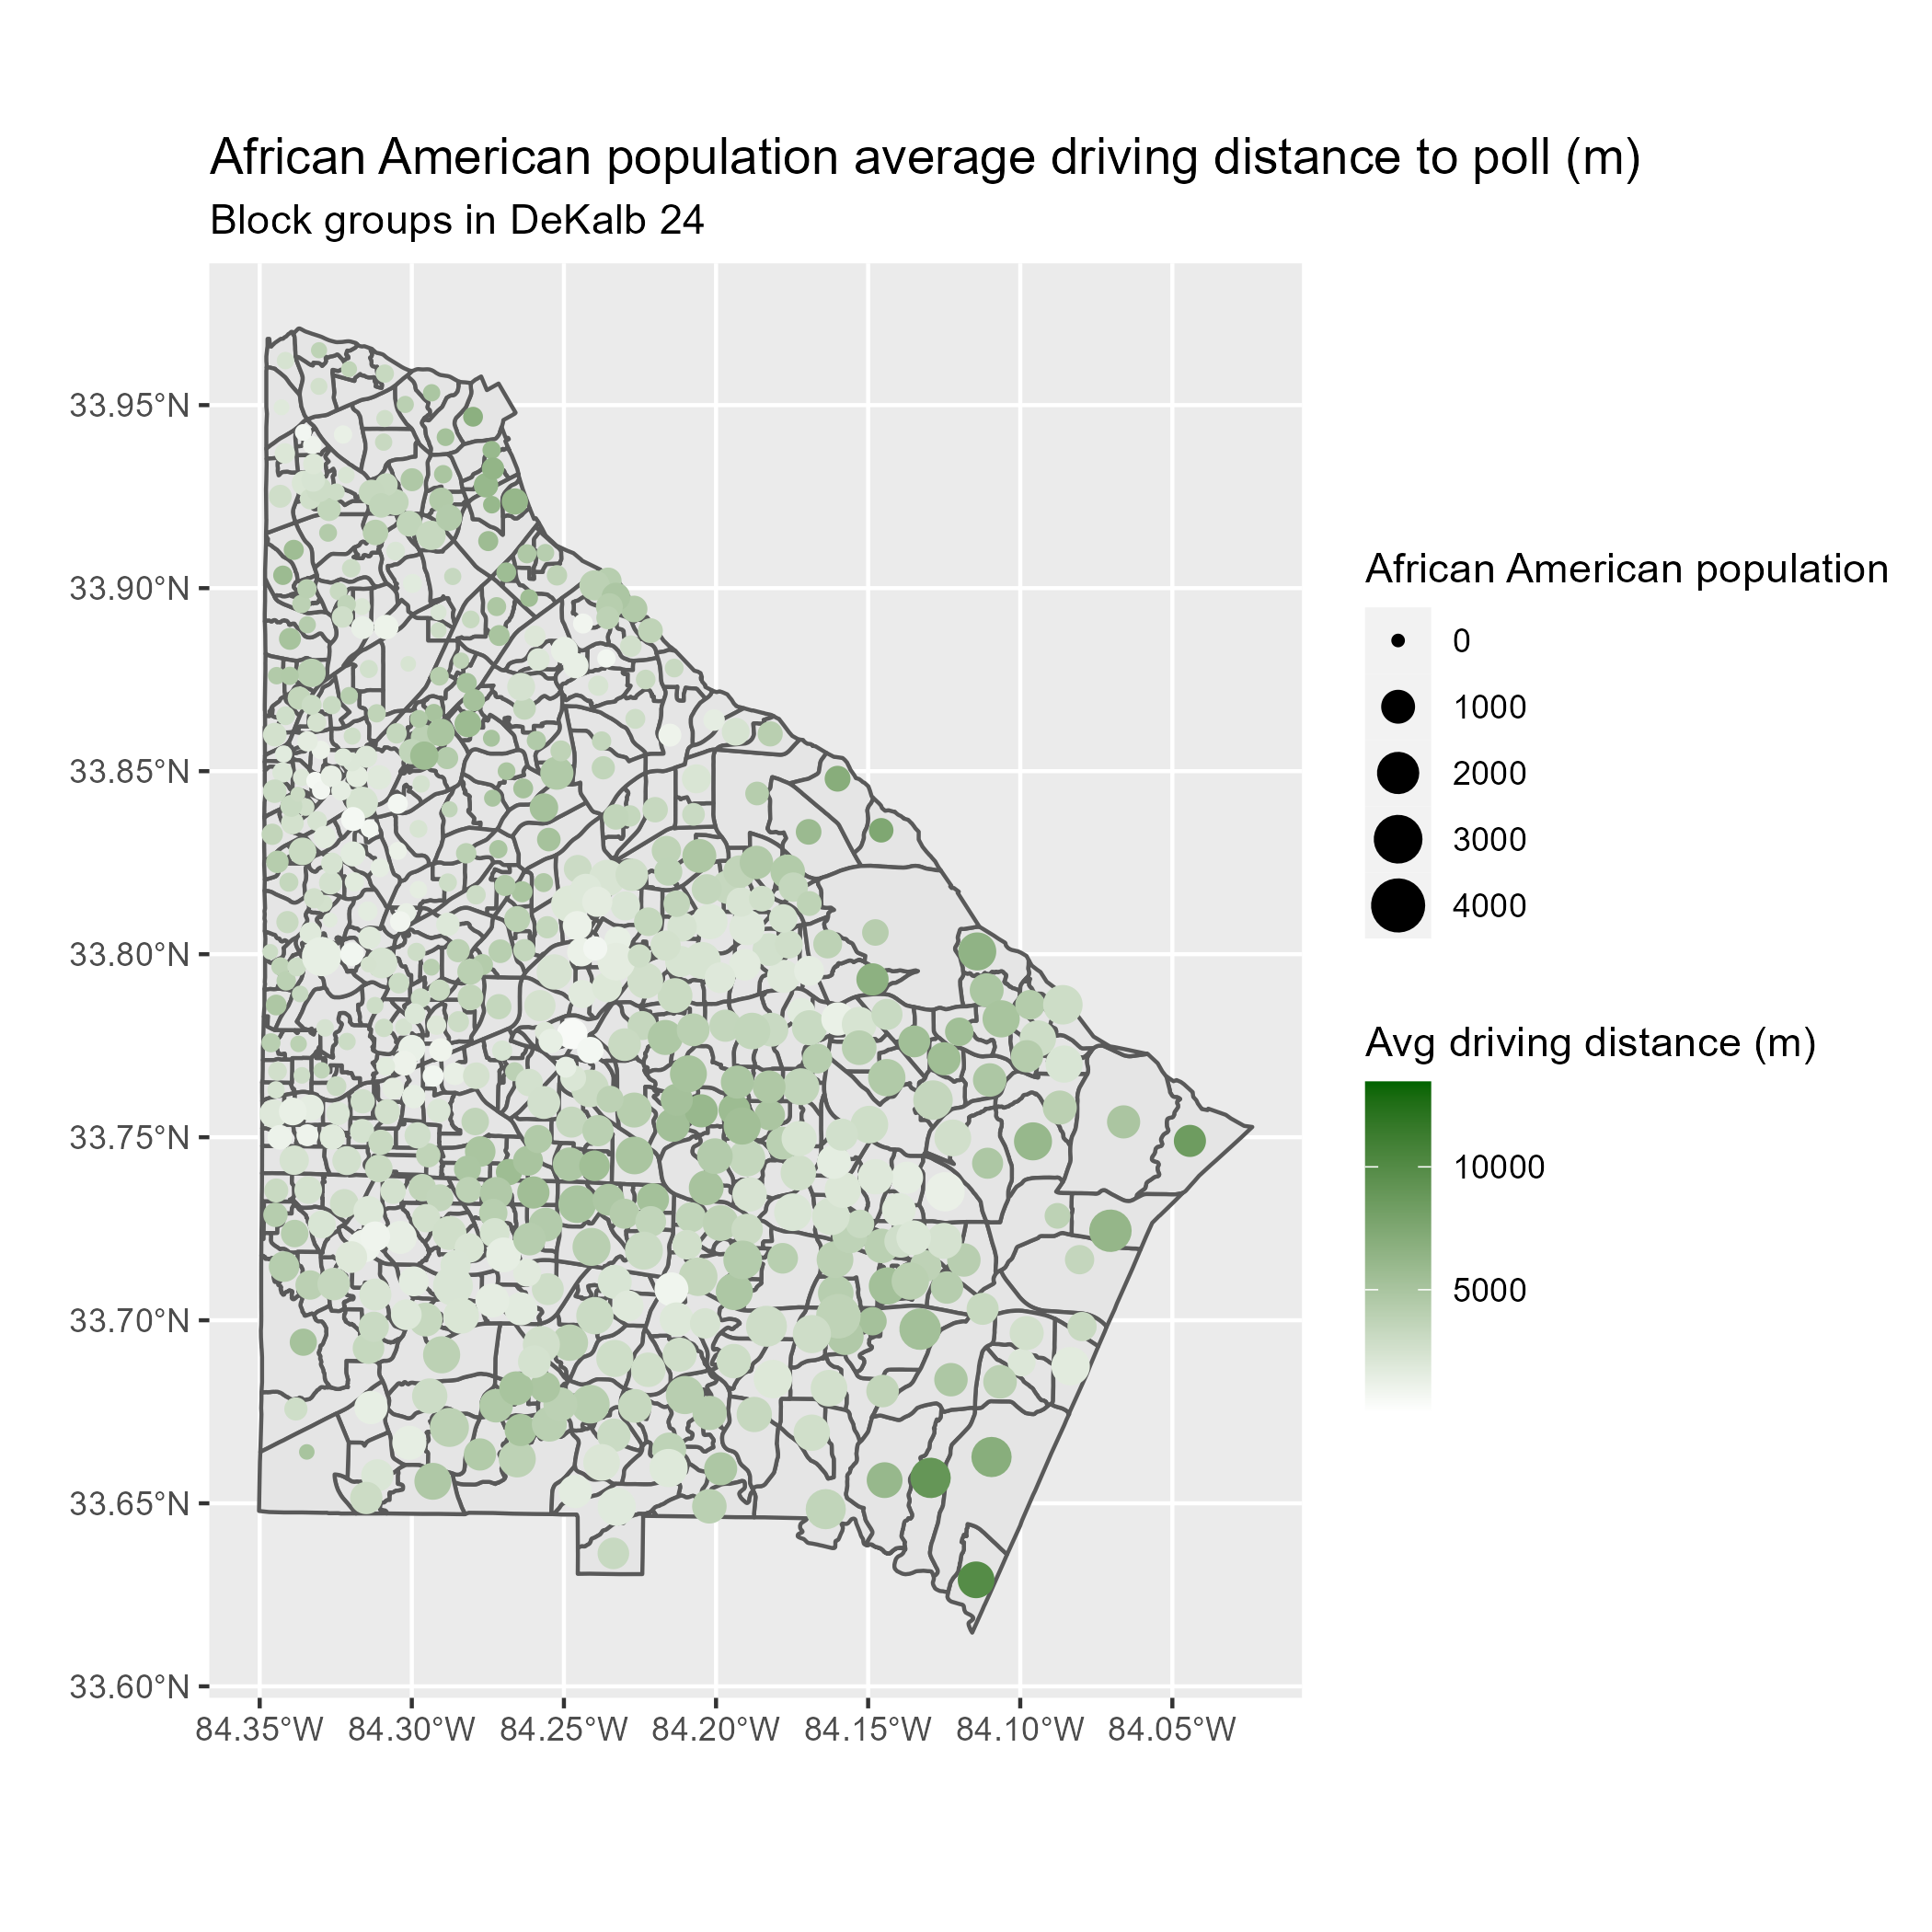 African American population average driving distance to poll (m)
Block groups in DeKalb 24
33.95°N
33.90°N
33.85°N
33.80°N
33.75°N
33.70°N
33.65°N
33.60°N
84.35°W 84.30°W 84.25°W 84.20°W 84.15°W 84.10°W 84.05°W
African American population
0
1000
2000
3000
4000
Avg driving distance (m)
10000
5000